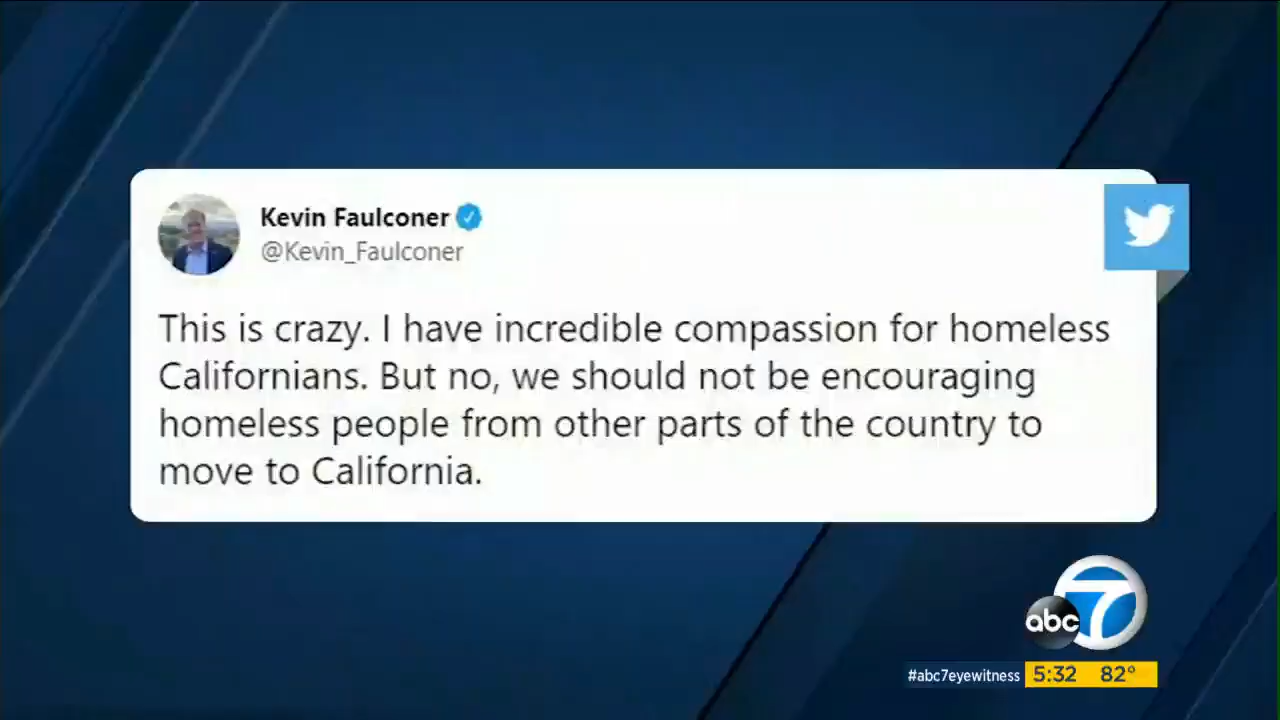 Kevin Faulconer
@Kevin_Faulconer
This is crazy. I have incredible compassion for homeless
Californians. But no, we should not be encouraging
homeless people from other parts of the country to
move to California.
abc 7
#abc7eyewitness 5:32 82°